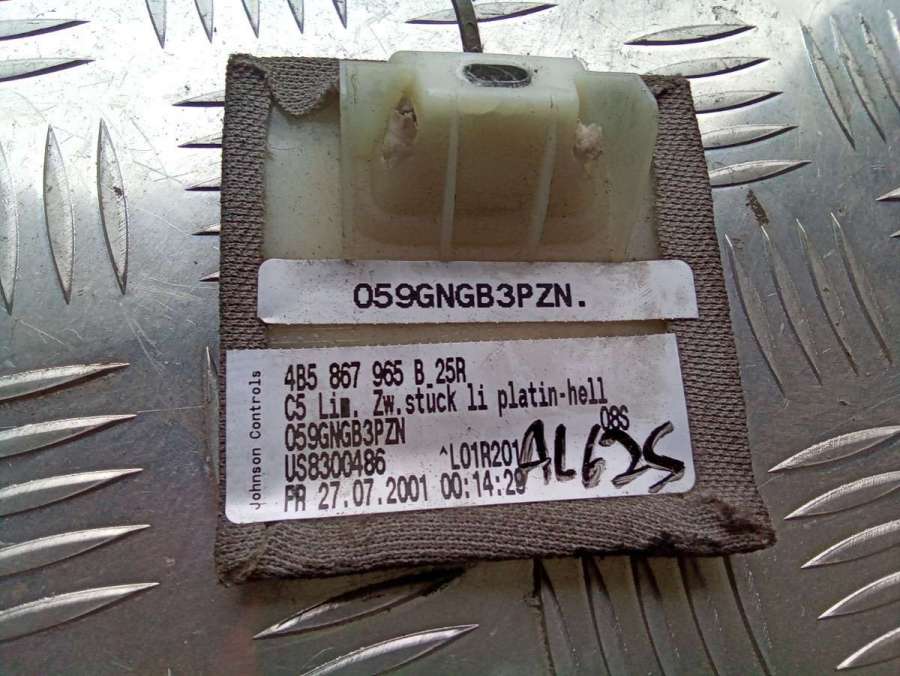 059GNGB3PZN.
Johnson Controls
4B5 867 965 B 25R
C5 Lim. Zw.stuck li platin-hell
08S
059GNGB3PZN
US8300486 ^L01R201
FR 27.07.2001 00:14:29
AL625